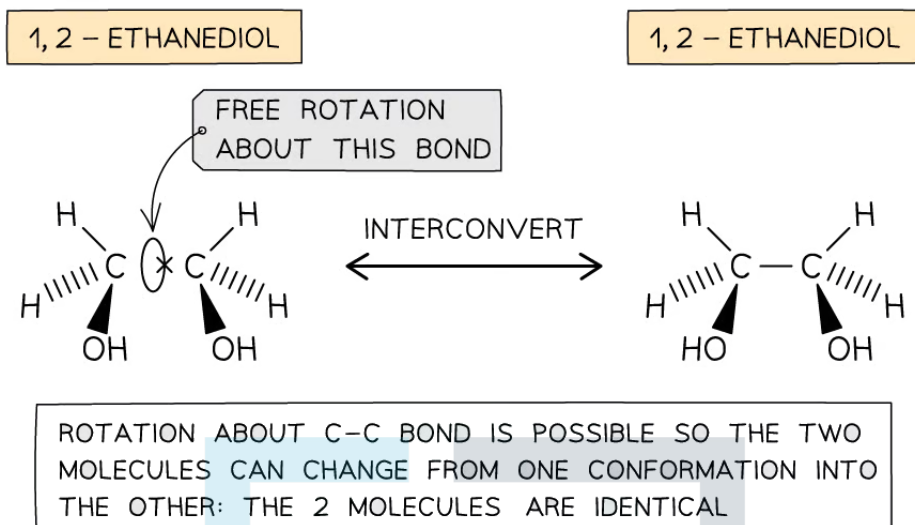 1, 2 – ETHANEDIOL
1, 2 – ETHANEDIOL
FREE ROTATION
ABOUT THIS BOND
INTERCONVERT
H H
C C
H H
OH OH
H H
C — C
H H
HO OH
ROTATION ABOUT C–C BOND IS POSSIBLE SO THE TWO
MOLECULES CAN CHANGE FROM ONE CONFORMATION INTO
THE OTHER: THE 2 MOLECULES ARE IDENTICAL